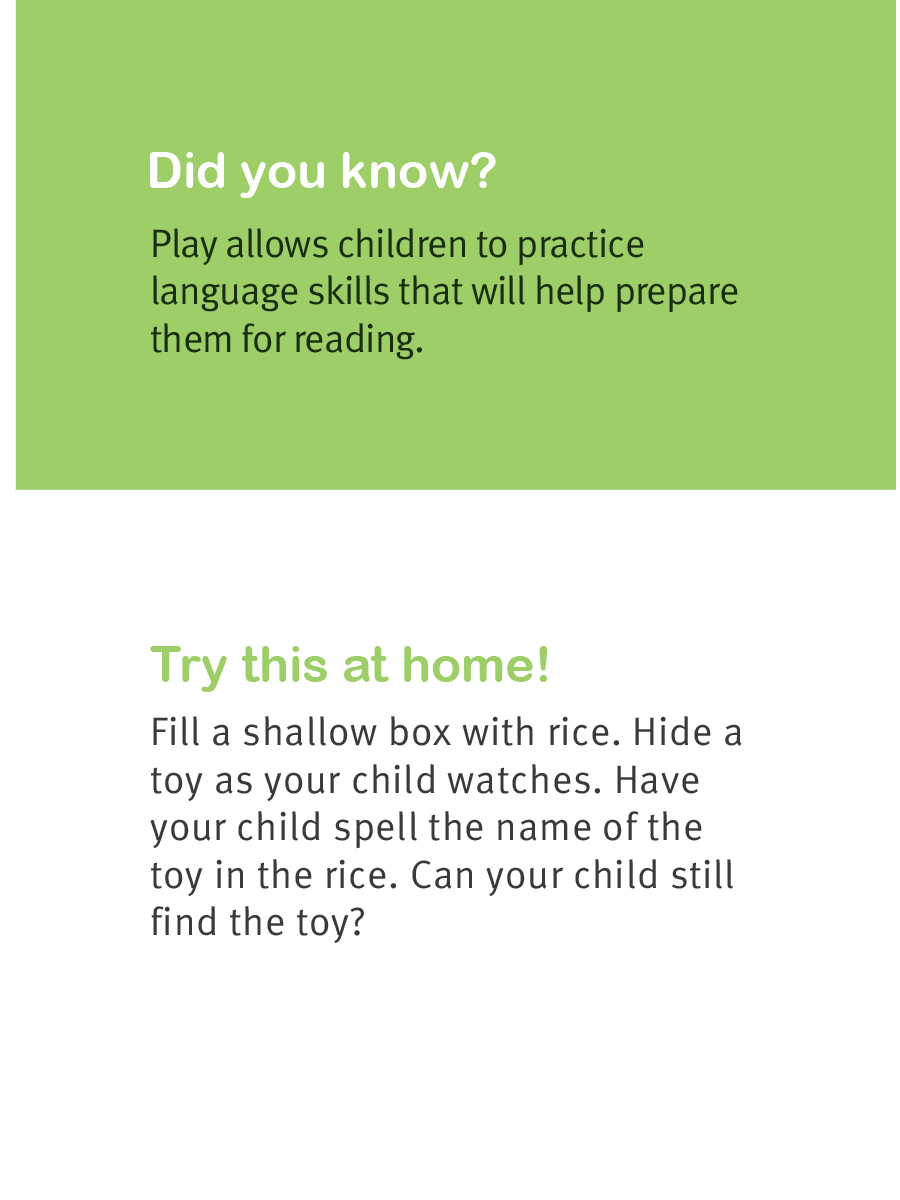 Did you know?
Play allows children to practice
language skills that will help prepare
them for reading.
Try this at home!
Fill a shallow box with rice. Hide a
toy as your child watches. Have
your child spell the name of the
toy in the rice. Can your child still
find the toy?